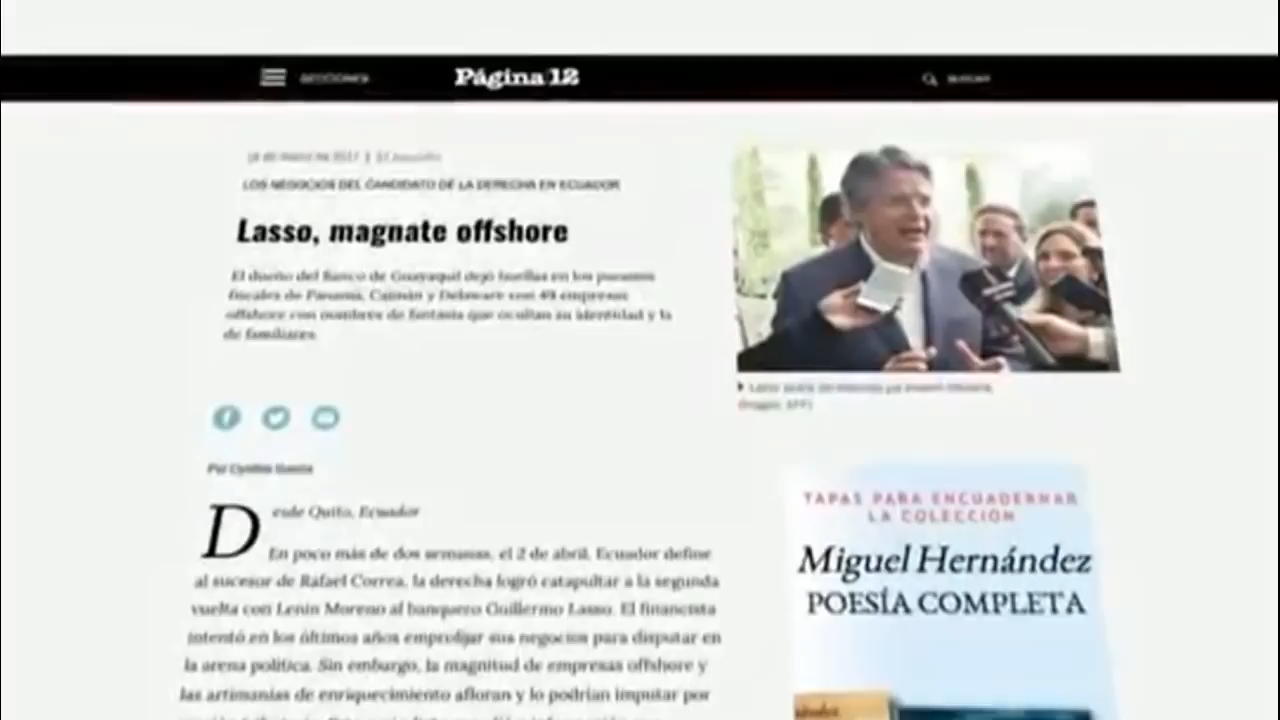 SECCIONES
Página 12
BUSCAR
LOS NEGOCIOS DEL CANDIDATO DE LA DERECHA EN ECUADOR
Lasso, magnate offshore
El dueño del Banco de Guayaquil dejó huellas en los paraísos
fiscales de Panamá, Caimán y Delaware con 49 empresas
offshore con nombres de fantasía que ocultan su identidad y la
de familiares.
Por Cynthia García
Desde Quito, Ecuador
En poco más de dos semanas, el 2 de abril, Ecuador define
al sucesor de Rafael Correa, la derecha logró catapultar a la segunda
vuelta con Lenín Moreno al banquero Guillermo Lasso. El financista
intentó en los últimos años emprolijar sus negocios para disputar en
la arena política. Sin embargo, la magnitud de empresas offshore y
las artimañas de enriquecimiento afloran y lo podrían imputar por
TAPAS PARA ENCUADERNAR
LA COLECCIÓN
Miguel Hernández
POESÍA COMPLETA